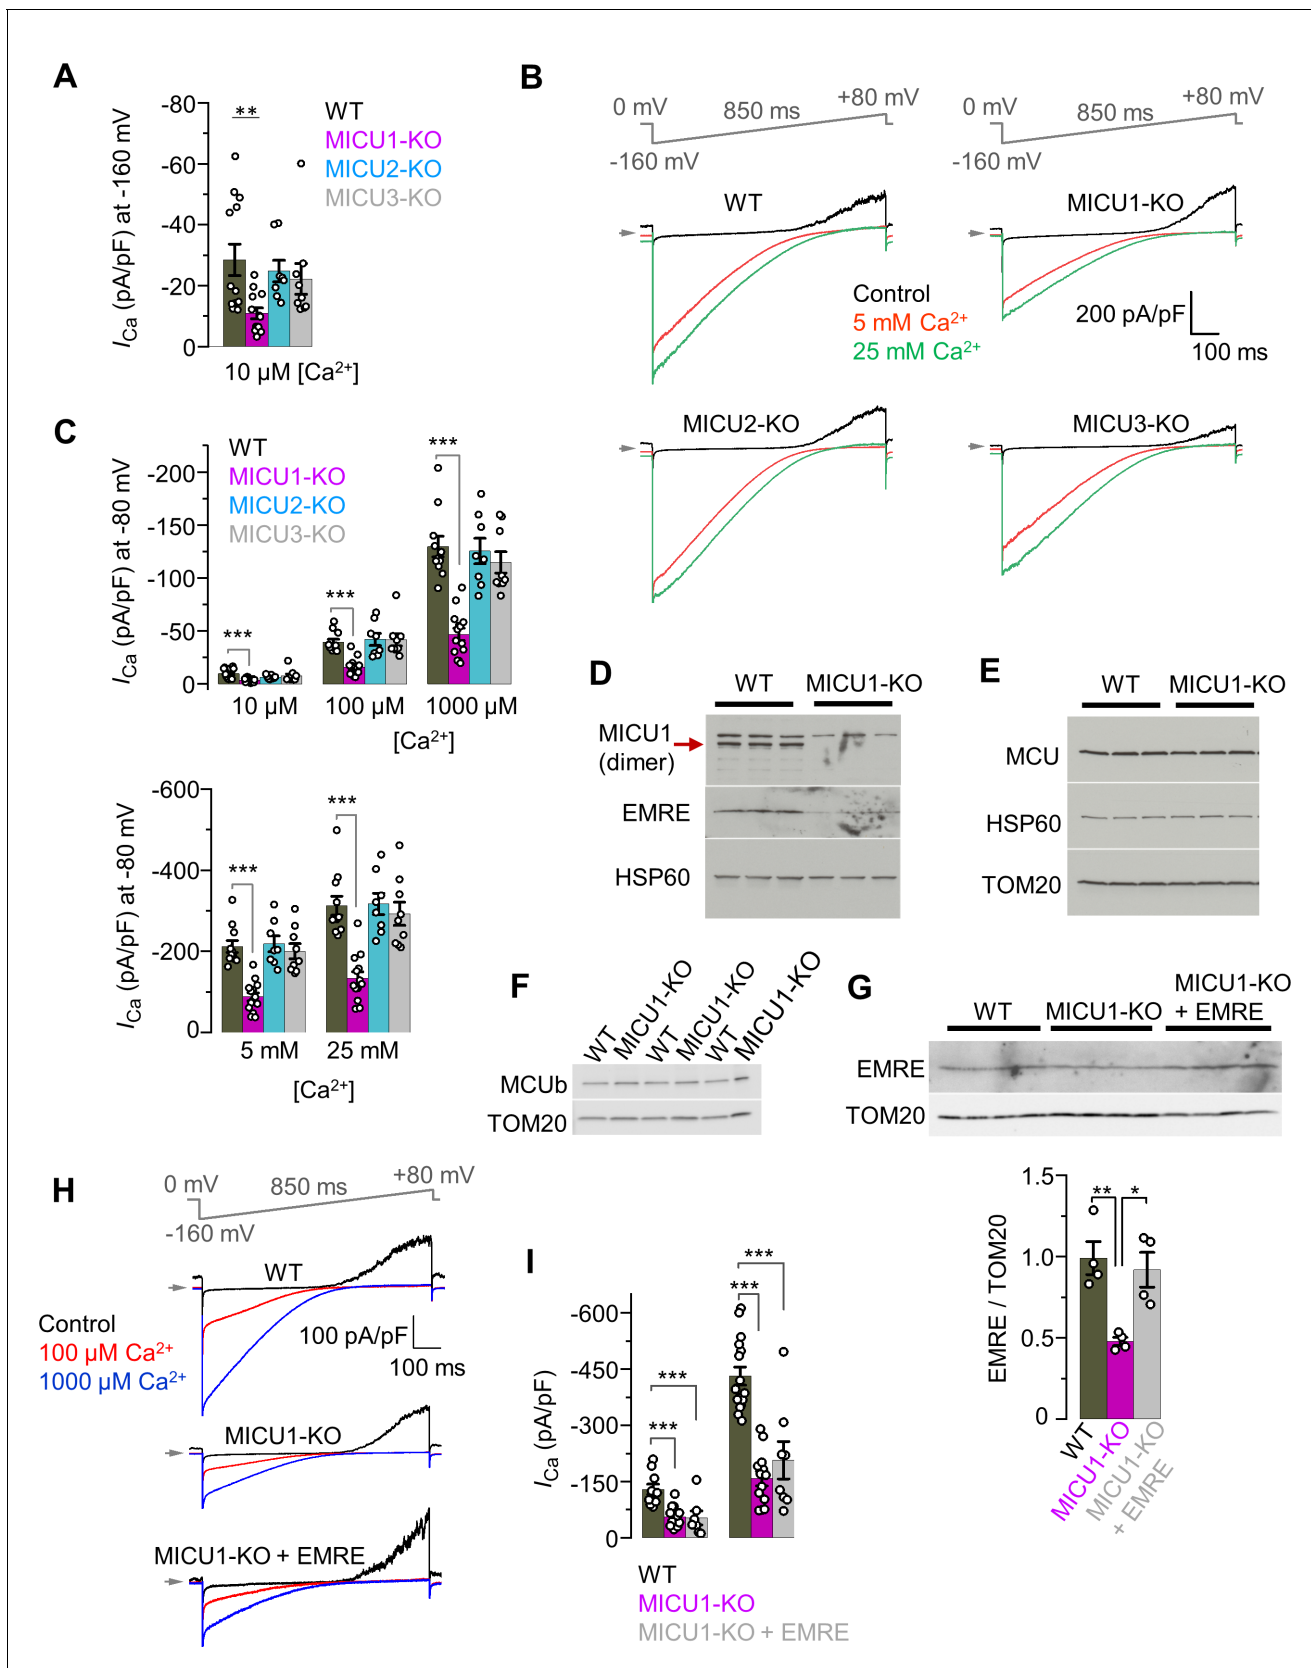 A
-80
-60
-40
-20
0
I Ca (pA/pF) at -160 mV
**
WT
MICU1-KO
MICU2-KO
MICU3-KO
10 µM [Ca2+]
B
0 mV
850 ms
+80 mV
-160 mV
0 mV
850 ms
+80 mV
-160 mV
WT
MICU1-KO
Control
5 mM Ca2+
25 mM Ca2+
200 pA/pF
100 ms
MICU2-KO
MICU3-KO
C
WT
MICU1-KO
MICU2-KO
MICU3-KO
-200
-150
-100
-50
0
I Ca (pA/pF) at -80 mV
***
***
***
10 µM
100 µM
1000 µM
[Ca2+]
-600
-400
-200
0
I Ca (pA/pF) at -80 mV
***
***
5 mM
25 mM
[Ca2+]
D
WT
MICU1-KO
MICU1
(dimer)
EMRE
HSP60
E
WT
MICU1-KO
MCU
HSP60
TOM20
F
WT
MICU1-KO
WT
MICU1-KO
WT
MICU1-KO
MCUb
TOM20
G
WT
MICU1-KO
MICU1-KO
+ EMRE
EMRE
TOM20
1.5
1.0
0.5
0
EMRE / TOM20
**
*
WT
MICU1-KO
MICU1-KO
+ EMRE
H
0 mV
850 ms
+80 mV
-160 mV
WT
Control
100 µM Ca2+
1000 µM Ca2+
100 pA/pF
100 ms
MICU1-KO
MICU1-KO + EMRE
I
-600
-450
-300
-150
0
I Ca (pA/pF)
***
***
***
***
WT
MICU1-KO
MICU1-KO + EMRE